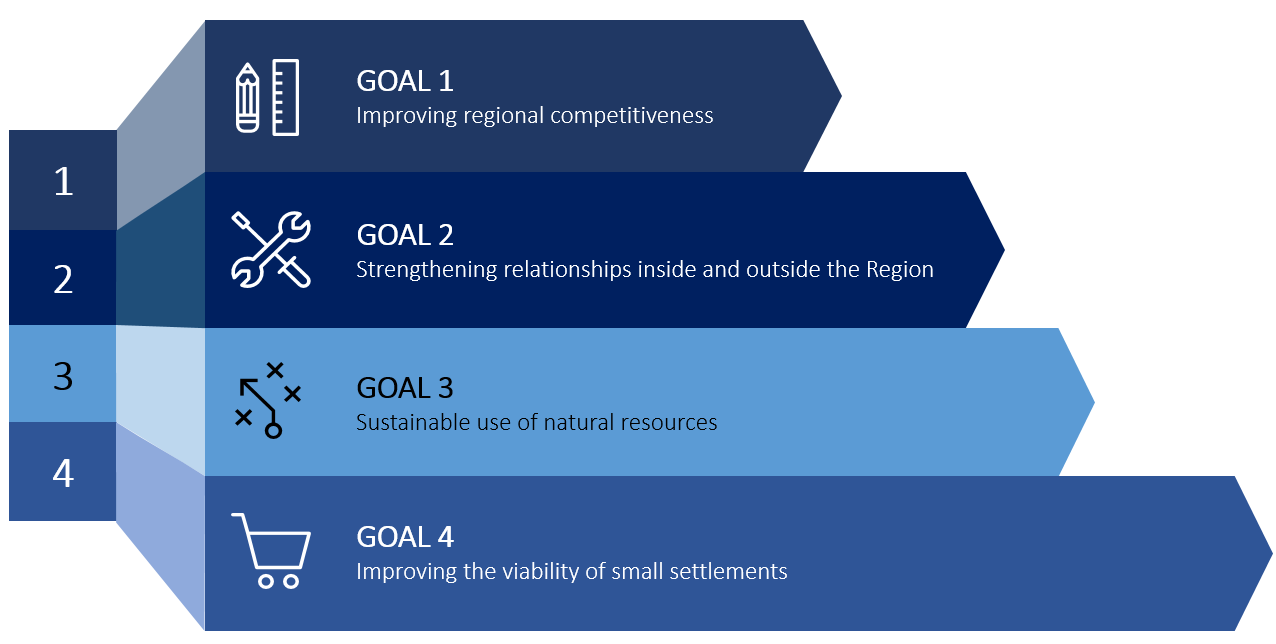 1
2
3
4
GOAL 1
Improving regional competitiveness
GOAL 2
Strengthening relationships inside and outside the Region
GOAL 3
Sustainable use of natural resources
GOAL 4
Improving the viability of small settlements